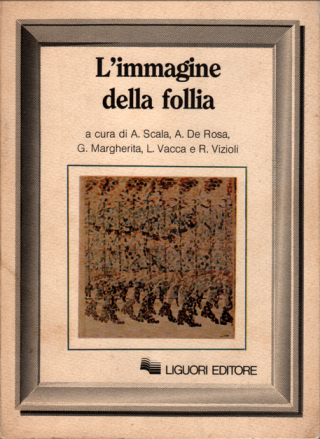 L'immagine
della follia
a cura di A. Scala, A. De Rosa,
G. Margherita, L. Vacca e R. Vizioli
LIGUORI EDITORE